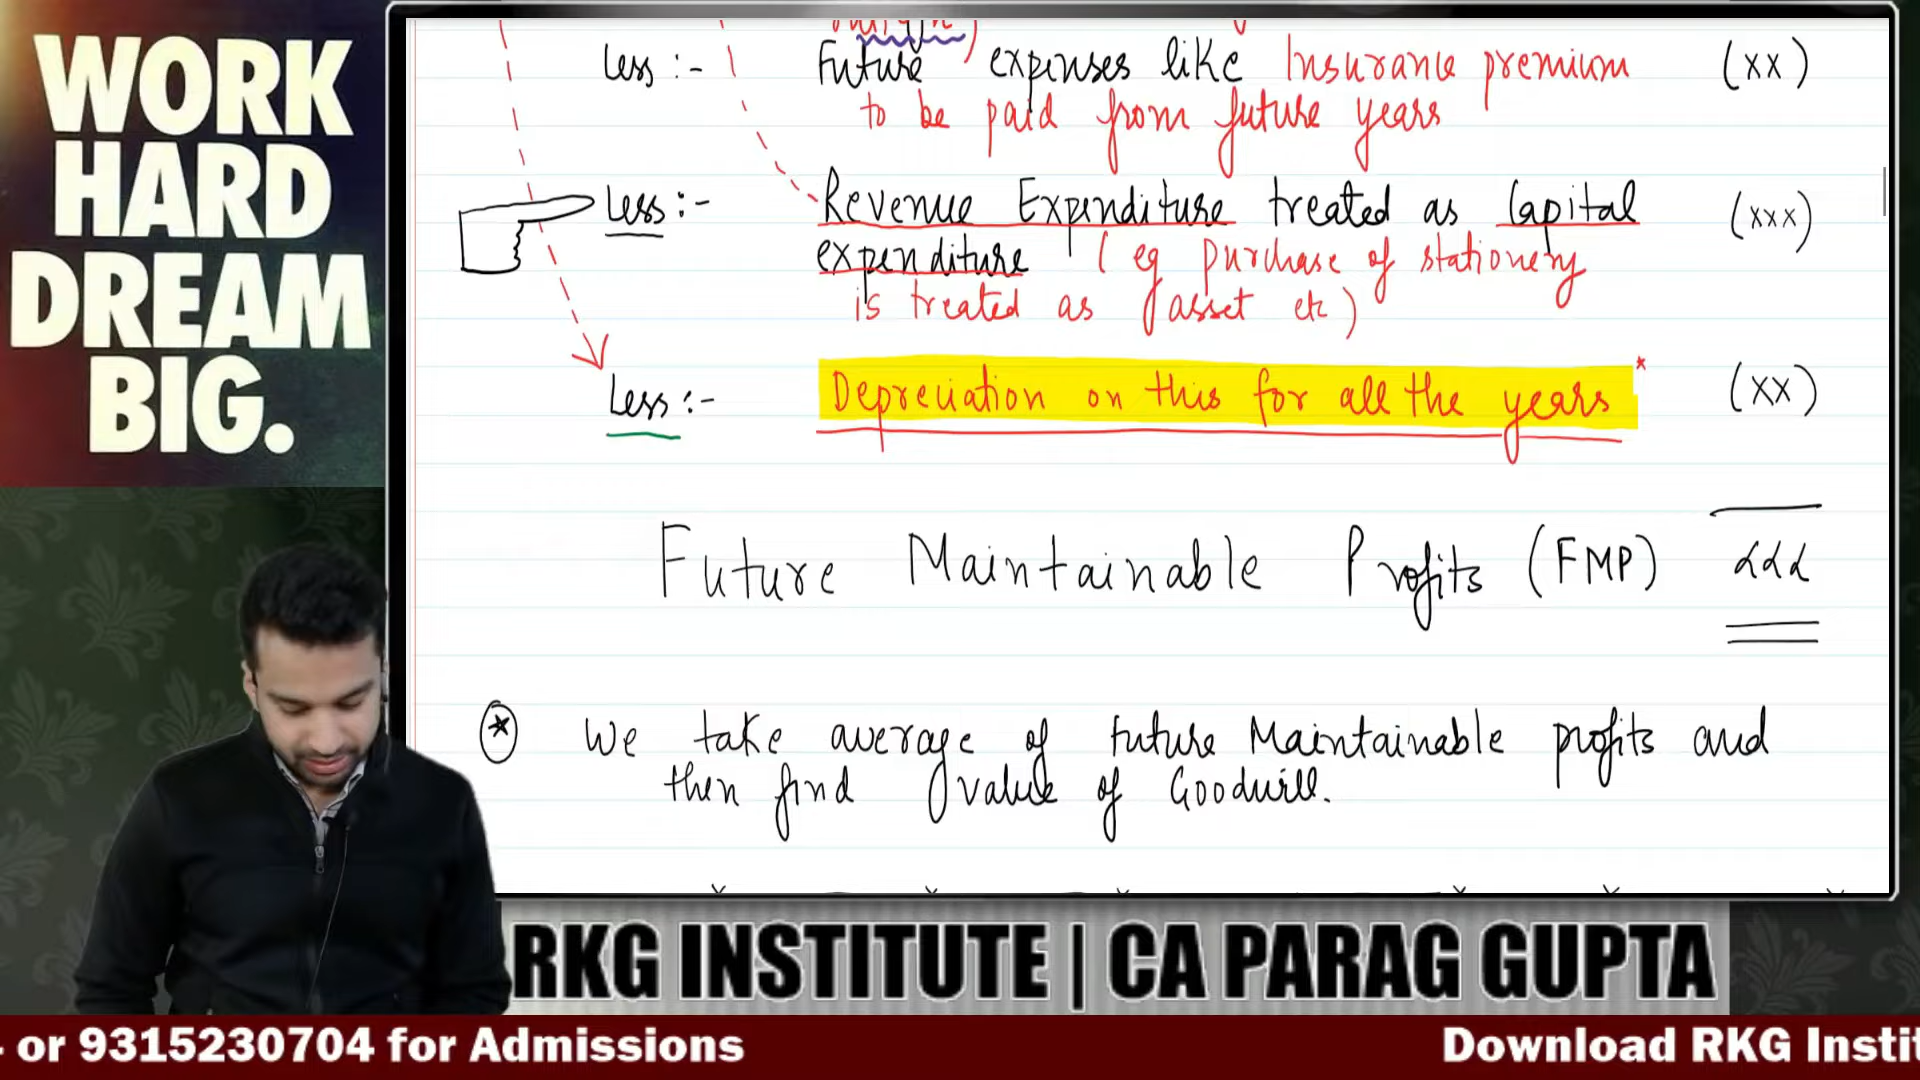 WORK
HARD
DREAM
BIG.
Less :- Future expenses like Insurance premium (xx)
to be paid from future years
Less :- Revenue Expenditure treated as Capital (xxx)
expenditure ( eg purchase of stationery
is treated as asset etc )
Less :- Depreciation on this for all the years * (xx)
Future Maintainable Profits (FMP)
* We take average of future Maintainable profits and
then find value of Goodwill.
RKG INSTITUTE | CA PARAG GUPTA
or 9315230704 for Admissions Download RKG Instit